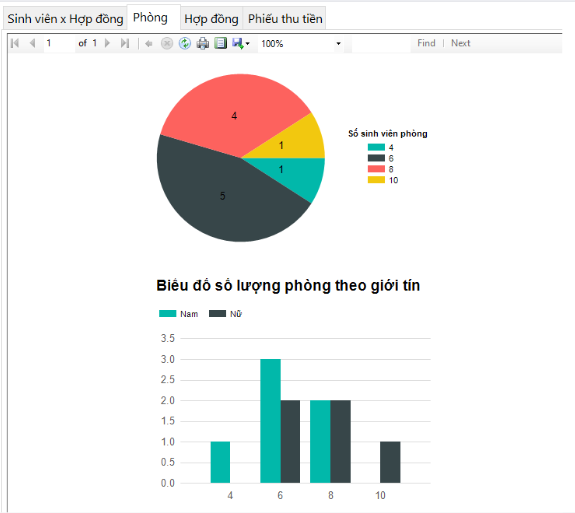 Sinh viên x Hợp đồng Phòng Hợp đồng Phiếu thu tiền
1 of 1 100% Find | Next
4
1
1
5
Số sinh viên phòng
4
6
8
10
Biểu đồ số lượng phòng theo giới tín
Nam Nữ
3.5
3.0
2.5
2.0
1.5
1.0
0.5
0.0
4 6 8 10